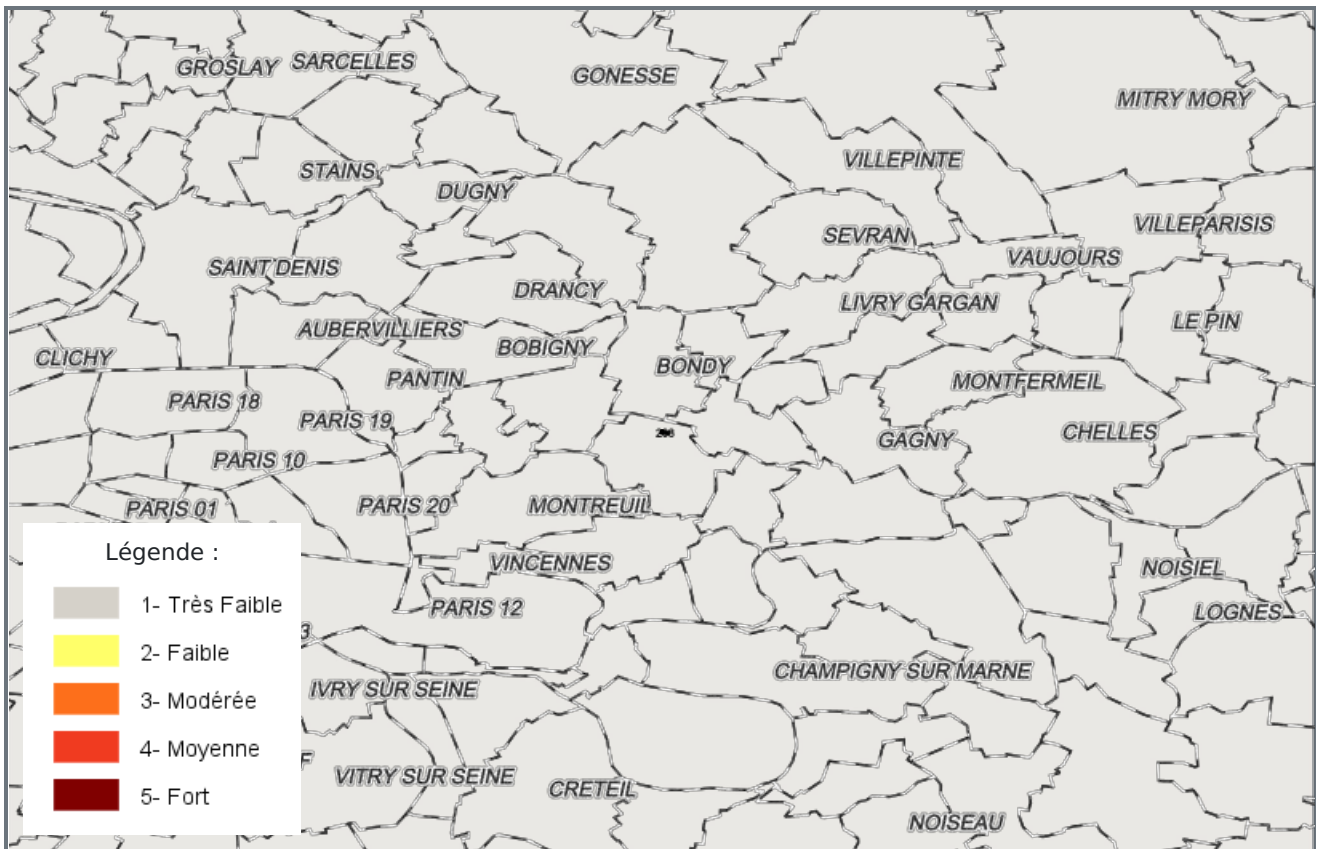 GROSLAY
SARCELLES
GONESSE
MITRY MORY
VILLEPINTE
STAINS
DUGNY
VILLEPARISIS
SEVRAN
VAUJOURS
SAINT DENIS
DRANCY
LIVRY GARGAN
LE PIN
AUBERVILLIERS
BOBIGNY
CLICHY
BONDY
PANTIN
MONTFERMEIL
PARIS 18
PARIS 19
CHELLES
GAGNY
PARIS 10
PARIS 01
PARIS 20
MONTREUIL
VINCENNES
NOISIEL
PARIS 12
LOGNES
CHAMPIGNY SUR MARNE
IVRY SUR SEINE
VITRY SUR SEINE
CRETEIL
NOISEAU
Légende :
1- Très Faible
2- Faible
3- Modérée
4- Moyenne
5- Fort